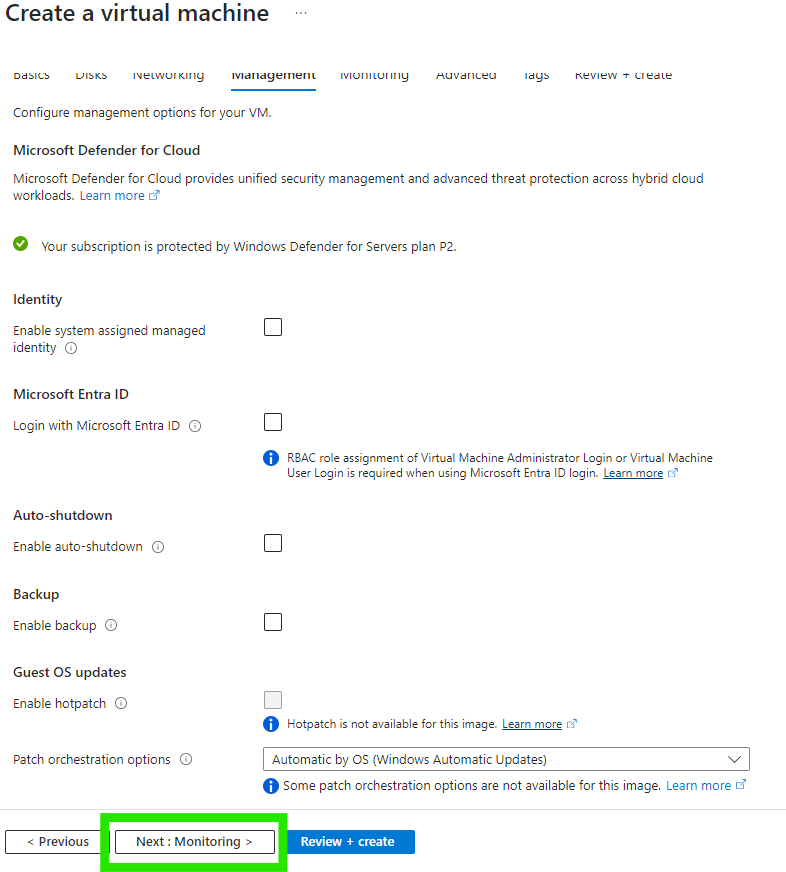 Create a virtual machine ...
Basics Disks Networking Management Monitoring Advanced Tags Review + create
Configure management options for your VM.
Microsoft Defender for Cloud
Microsoft Defender for Cloud provides unified security management and advanced threat protection across hybrid cloud
workloads. Learn more
Your subscription is protected by Windows Defender for Servers plan P2.
Identity
Enable system assigned managed
identity
Microsoft Entra ID
Login with Microsoft Entra ID
RBAC role assignment of Virtual Machine Administrator Login or Virtual Machine
User Login is required when using Microsoft Entra ID login. Learn more
Auto-shutdown
Enable auto-shutdown
Backup
Enable backup
Guest OS updates
Enable hotpatch
Hotpatch is not available for this image. Learn more
Patch orchestration options
Automatic by OS (Windows Automatic Updates)
Some patch orchestration options are not available for this image. Learn more
< Previous
Next : Monitoring >
Review + create